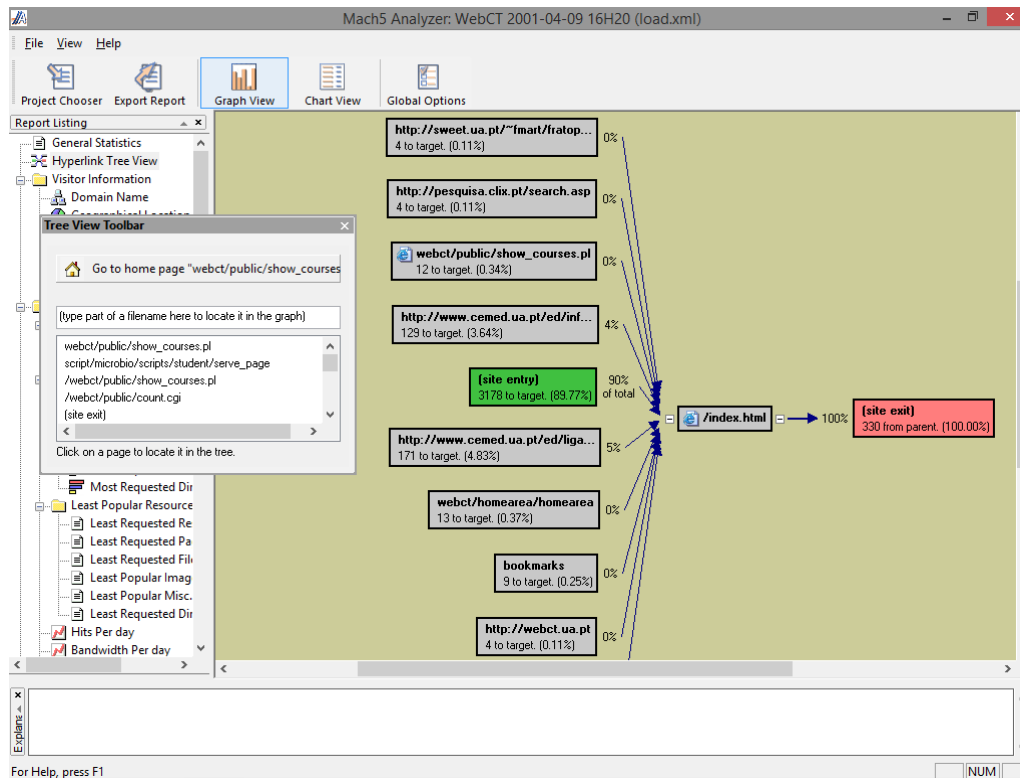 Mach5 Analyzer: WebCT 2001-04-09 16H20 (load.xml)
File View Help
Project Chooser Export Report Graph View Chart View Global Options
Report Listing
General Statistics
Hyperlink Tree View
Visitor Information
Domain Name
Geographical Location
Tree View Toolbar
Go to home page "webct/public/show_courses
(type part of a filename here to locate it in the graph)
webct/public/show_courses.pl
script/microbio/scripts/student/serve_page
/webct/public/show_courses.pl
/webct/public/count.cgi
(site exit)
Click on a page to locate it in the tree.
Most Requested Dir
Least Popular Resource
Least Requested Re
Least Requested Pa
Least Requested File
Least Popular Imag
Least Popular Misc.
Least Requested Dir
Hits Per day
Bandwidth Per day
http://sweet.ua.pt/~fmart/fratop...
4 to target. (0.11%)
0%
http://pesquisa.clix.pt/search.asp
4 to target. (0.11%)
0%
webct/public/show_courses.pl
12 to target. (0.34%)
0%
http://www.cemed.ua.pt/ed/inf...
129 to target. (3.64%)
4%
(site entry)
3178 to target. (89.77%)
90%
of total
http://www.cemed.ua.pt/ed/liga...
171 to target. (4.83%)
5%
webct/homearea/homearea
13 to target. (0.37%)
0%
bookmarks
9 to target. (0.25%)
0%
http://webct.ua.pt
4 to target. (0.11%)
0%
/index.html
100%
(site exit)
330 from parent. (100.00%)
Explana
For Help, press F1
NUM